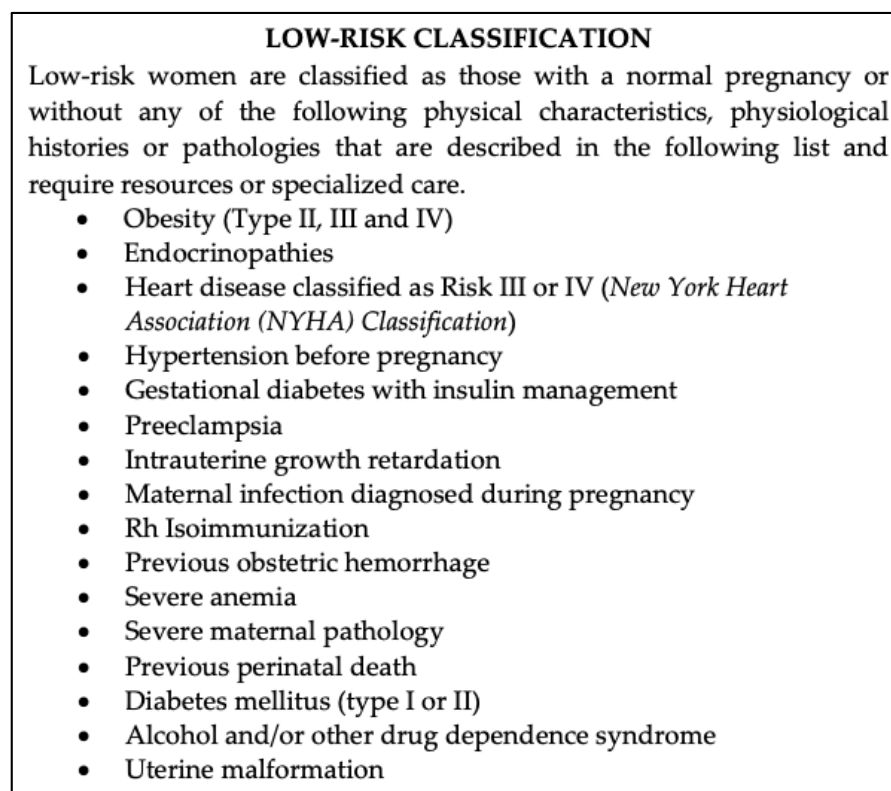 LOW-RISK CLASSIFICATION
Low-risk women are classified as those with a normal pregnancy or
without any of the following physical characteristics, physiological
histories or pathologies that are described in the following list and
require resources or specialized care.
• Obesity (Type II, III and IV)
• Endocrinopathies
• Heart disease classified as Risk III or IV (New York Heart
Association (NYHA) Classification)
• Hypertension before pregnancy
• Gestational diabetes with insulin management
• Preeclampsia
• Intrauterine growth retardation
• Maternal infection diagnosed during pregnancy
• Rh Isoimmunization
• Previous obstetric hemorrhage
• Severe anemia
• Severe maternal pathology
• Previous perinatal death
• Diabetes mellitus (type I or II)
• Alcohol and/or other drug dependence syndrome
• Uterine malformation